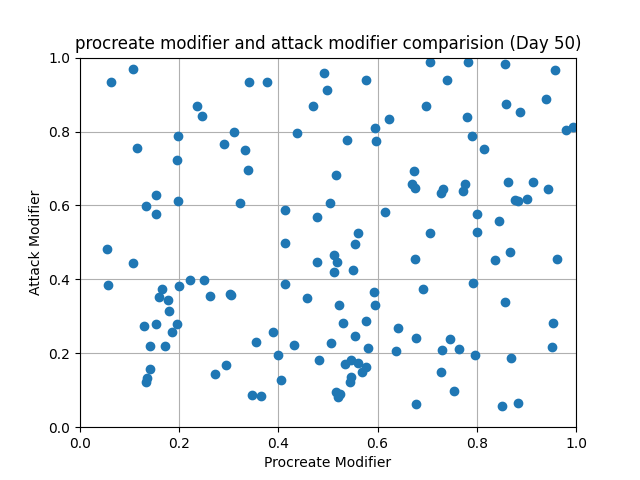 procreate modifier and attack modifier comparision (Day 50)
1.0
0.8
0.6
0.4
0.2
0.0
Attack Modifier
0.0 0.2 0.4 0.6 0.8 1.0
Procreate Modifier